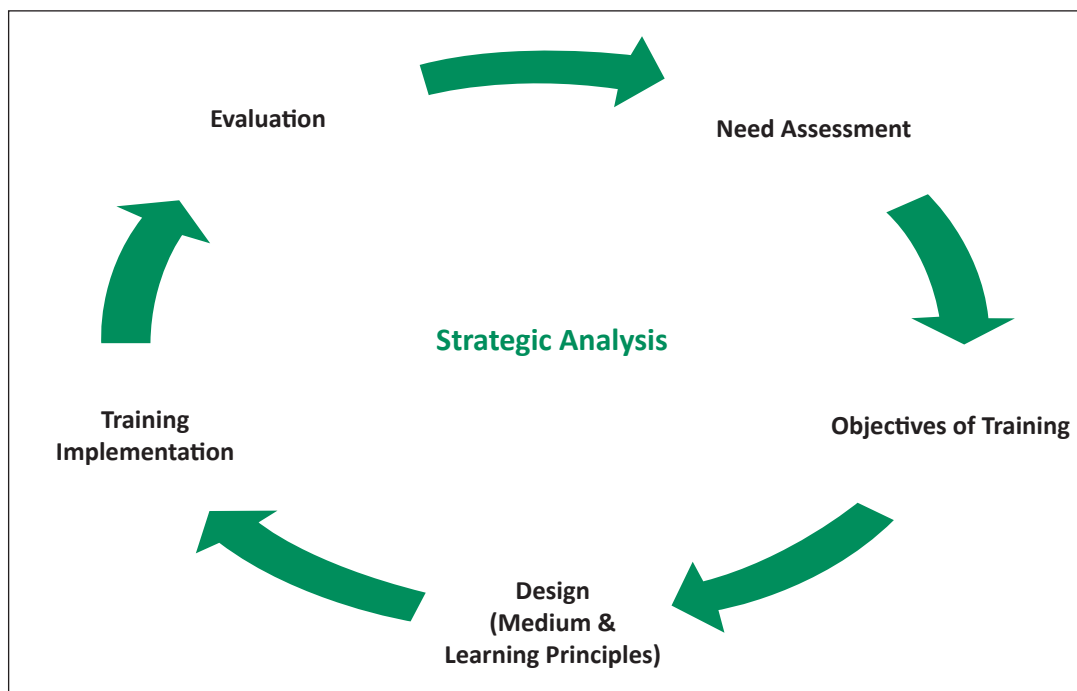 Evaluation
Need Assessment
Strategic Analysis
Training
Implementation
Objectives of Training
Design
(Medium &
Learning Principles)